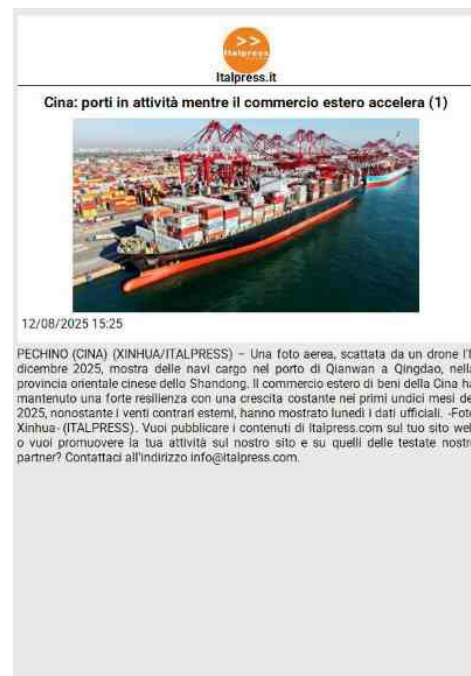 >>
Italpress
Italpress.it
Cina: porti in attività mentre il commercio estero accelera (1)
12/08/2025 15:25
PECHINO (CINA) (XINHUA/ITALPRESS) – Una foto aerea, scattata da un drone
dicembre 2025, mostra delle navi cargo nel porto di Qianwan a Qingdao, nell
provincia orientale cinese dello Shandong. Il commercio estero di beni della Cina h
mantenuto una forte resilienza con una crescita costante nei primi undici mesi de
2025, nonostante i venti contrari esterni, hanno mostrato lunedì i dati ufficiali. -Foto
Xinhua- (ITALPRESS). Vuoi pubblicare i contenuti di Italpress.com sul tuo sito web
o vuoi promuovere la tua attività sul nostro sito e su quelli delle testate nostr
partner? Contattaci all'indirizzo info@italpress.com.